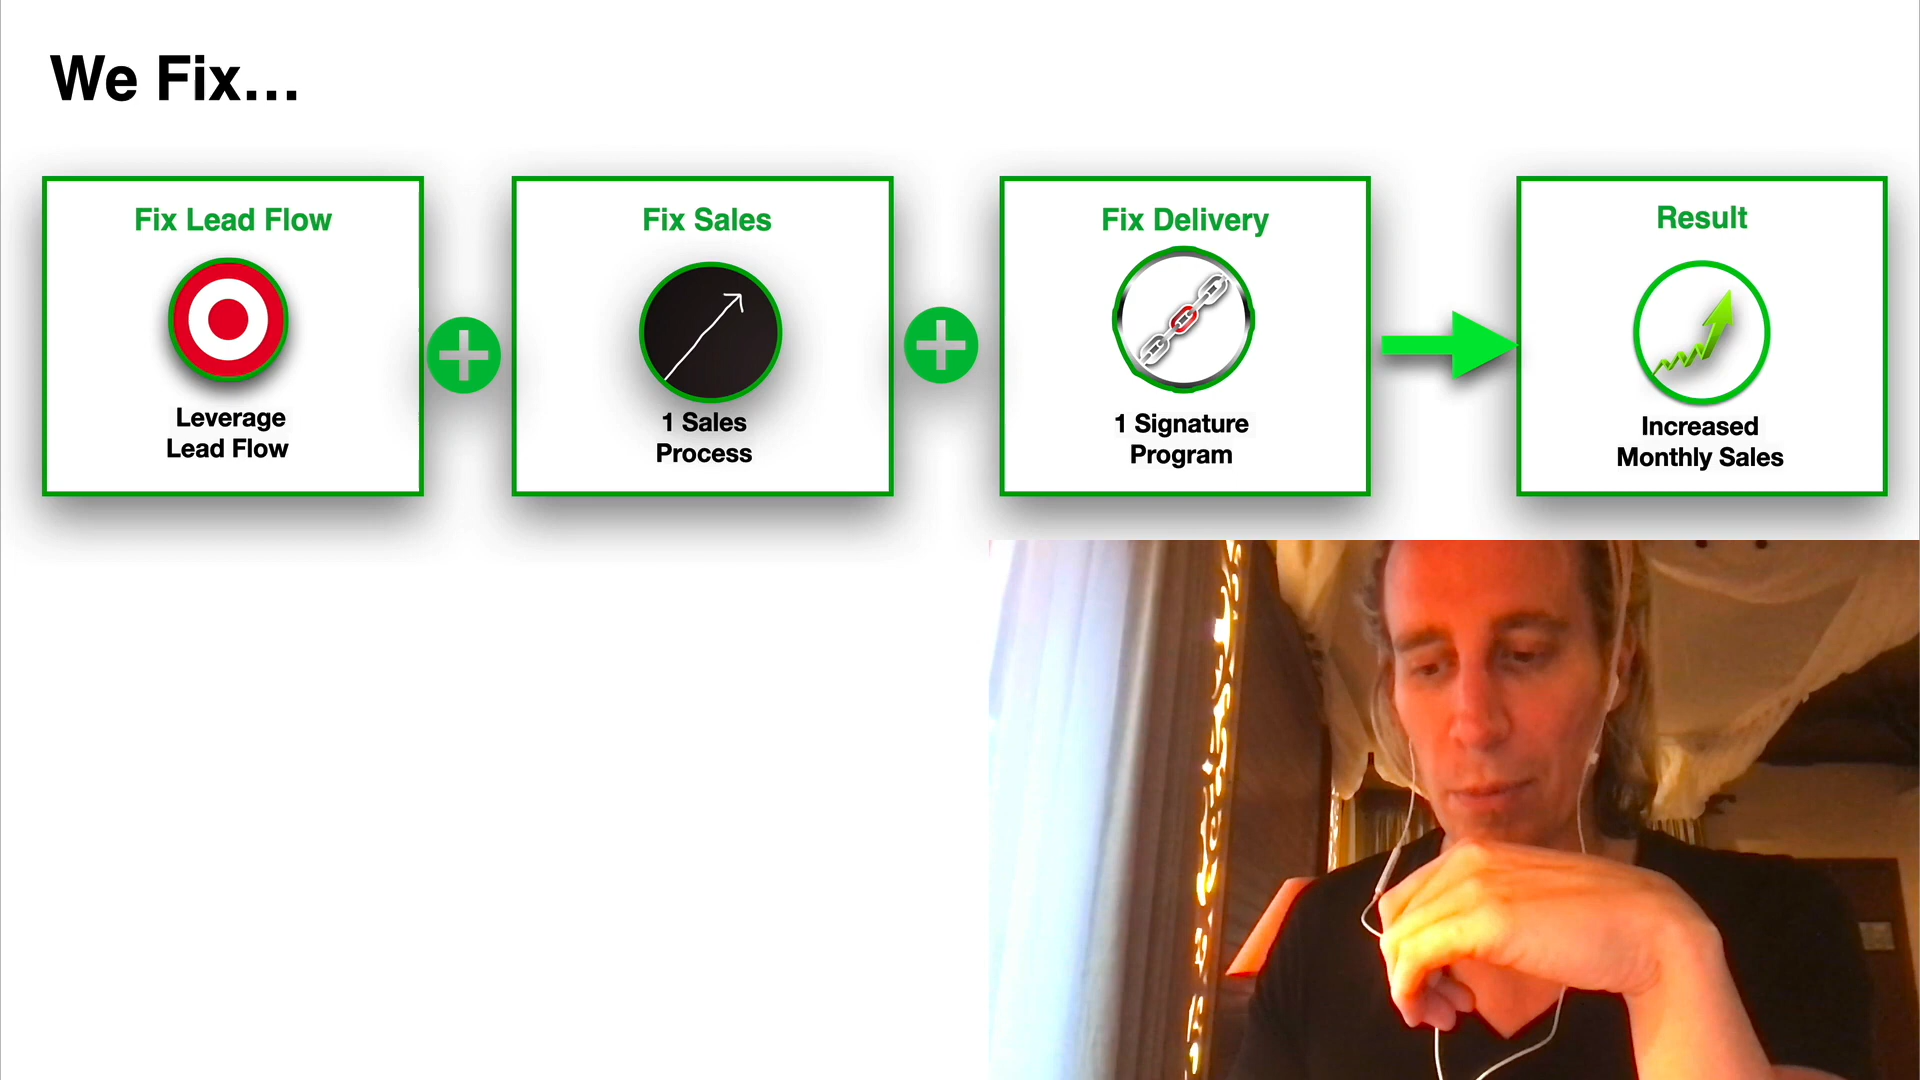 We Fix...
Fix Lead Flow
Leverage
Lead Flow
Fix Sales
1 Sales
Process
Fix Delivery
1 Signature
Program
Result
Increased
Monthly Sales